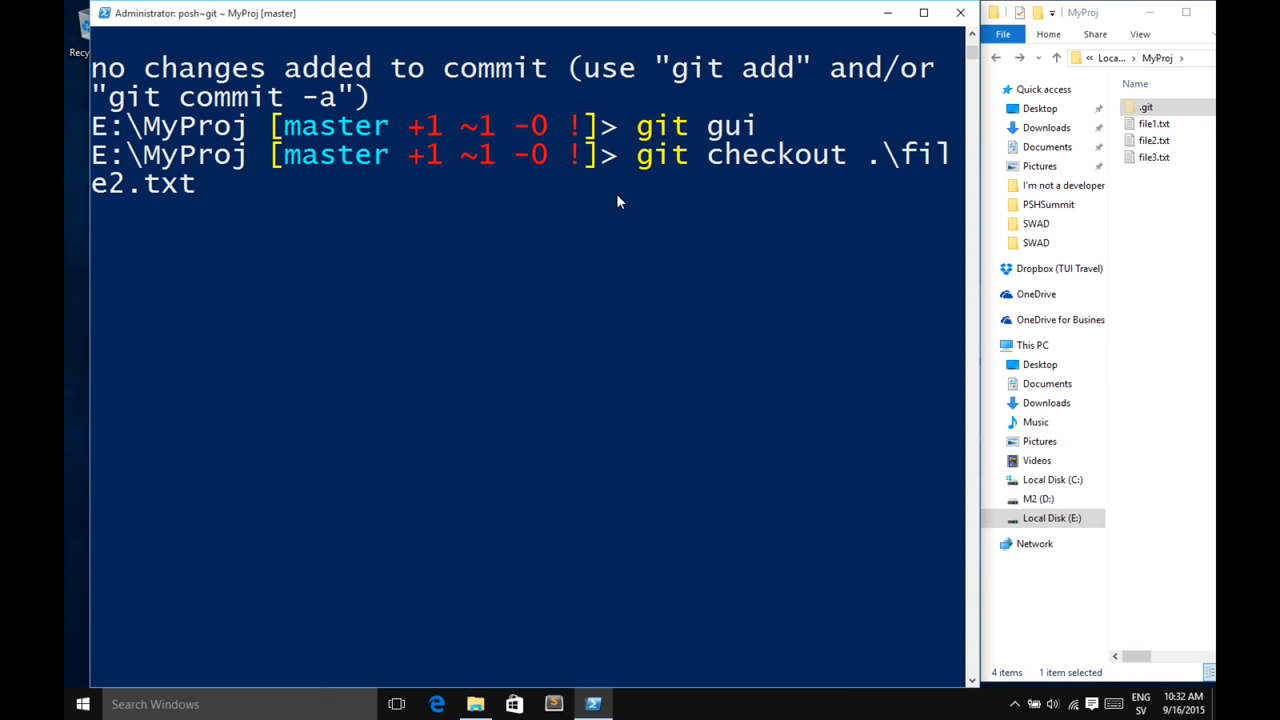 Recy
Administrator: posh~git ~ MyProj [master]
no changes added to commit (use "git add" and/or
"git commit -a")
E:\MyProj [master +1 ~1 -0 !]> git gui
E:\MyProj [master +1 ~1 -0 !]> git checkout .\fil
e2.txt
MyProj
File Home Share View
« Loca... › MyProj ›
Quick access
Desktop
Downloads
Documents
Pictures
I'm not a developer
PSHSummit
SWAD
SWAD
Dropbox (TUI Travel)
OneDrive
OneDrive for Busines
This PC
Desktop
Documents
Downloads
Music
Pictures
Videos
Local Disk (C:)
M2 (D:)
Local Disk (E:)
Network
Name
.git
file1.txt
file2.txt
file3.txt
4 items 1 item selected
Search Windows
ENG
SV
10:32 AM
9/16/2015